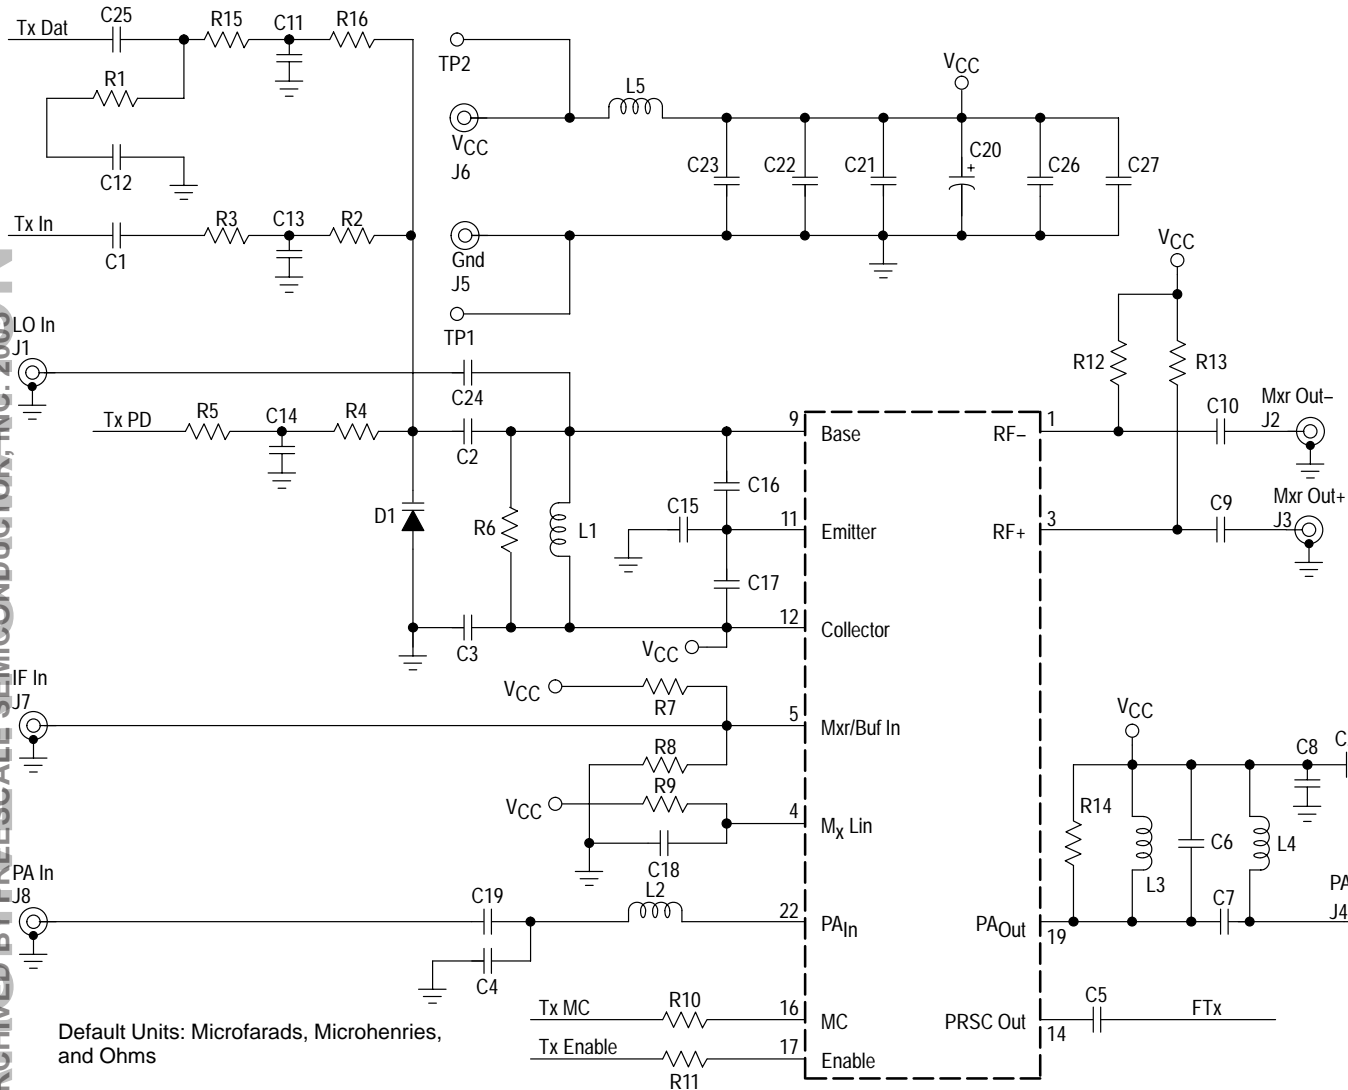 Tx Dat
C25
R15
C11
R16
R1
C12
TP2
VCC
J6
L5
VCC
C23
C22
C21
C20
+
C26
C27
Tx In
C1
R3
C13
R2
Gnd
J5
TP1
VCC
R12
R13
LO In
J1
C24
Tx PD
R5
C14
R4
C2
9
Base
RF–
1
C10
Mxr Out–
J2
D1
R6
L1
C16
C15
11
Emitter
RF+
3
C9
Mxr Out+
J3
C17
12
Collector
C3
VCC
IF In
J7
VCC
R7
5
Mxr/Buf In
R8
R9
VCC
4
Mx Lin
C18
VCC
C8
C
R14
L3
C6
L4
C7
PA In
J8
C19
L2
22
PAIn
PAOut
19
PA
J4
C4
Tx MC
R10
16
MC
PRSC Out
14
C5
FTx
Tx Enable
R11
17
Enable
Default Units: Microfarads, Microhenries,
and Ohms